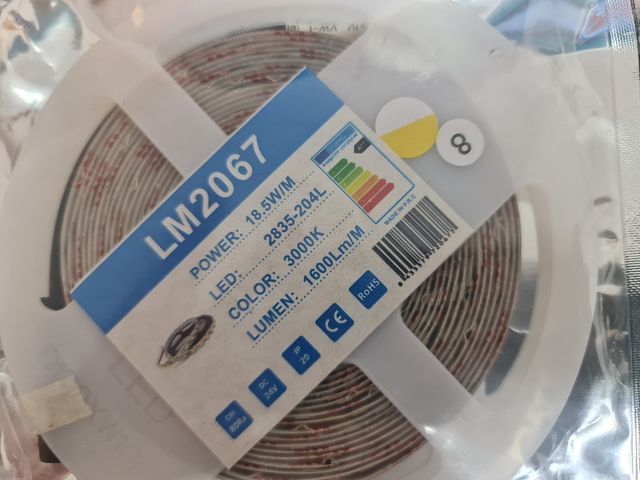 LM2067
POWER: 18.5W/M
LED: 2835-204L
COLOR: 3000K
LUMEN: 1600Lm/M
CRI
80Ra
DC
24V
IP
20
CE
RoHS
MADE IN P.R.C
8
LED